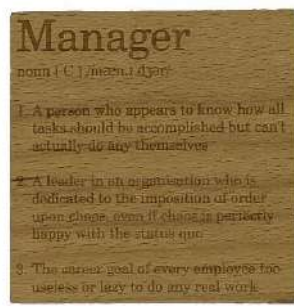 Manager
noun [ C ] /mæn.ɪ.dʒər/
1. A person who appears to know how all
tasks should be accomplished but can't
actually do any themselves
2. A leader in an organisation who is
dedicated to the imposition of order
upon chaos, even if chaos is perfectly
happy with the status quo
3. The career goal of every employee too
useless or lazy to do any real work